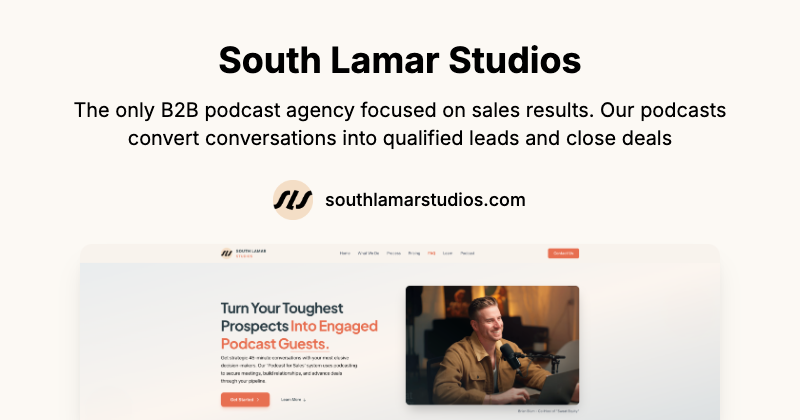 South Lamar Studios
The only B2B podcast agency focused on sales results. Our podcasts
convert conversations into qualified leads and close deals
southlamarstudios.com
SOUTH LAMAR
STUDIOS
Home What We Do Process Pricing FAQ Learn Podcast
Contact Us
Turn Your Toughest
Prospects Into Engaged
Podcast Guests.
Get strategic 45-minute conversations with your most elusive
decision-makers. Our 'Podcast for Sales' system uses podcasting
to secure meetings, build relationships, and advance deals
through your pipeline.
Get Started
Learn More